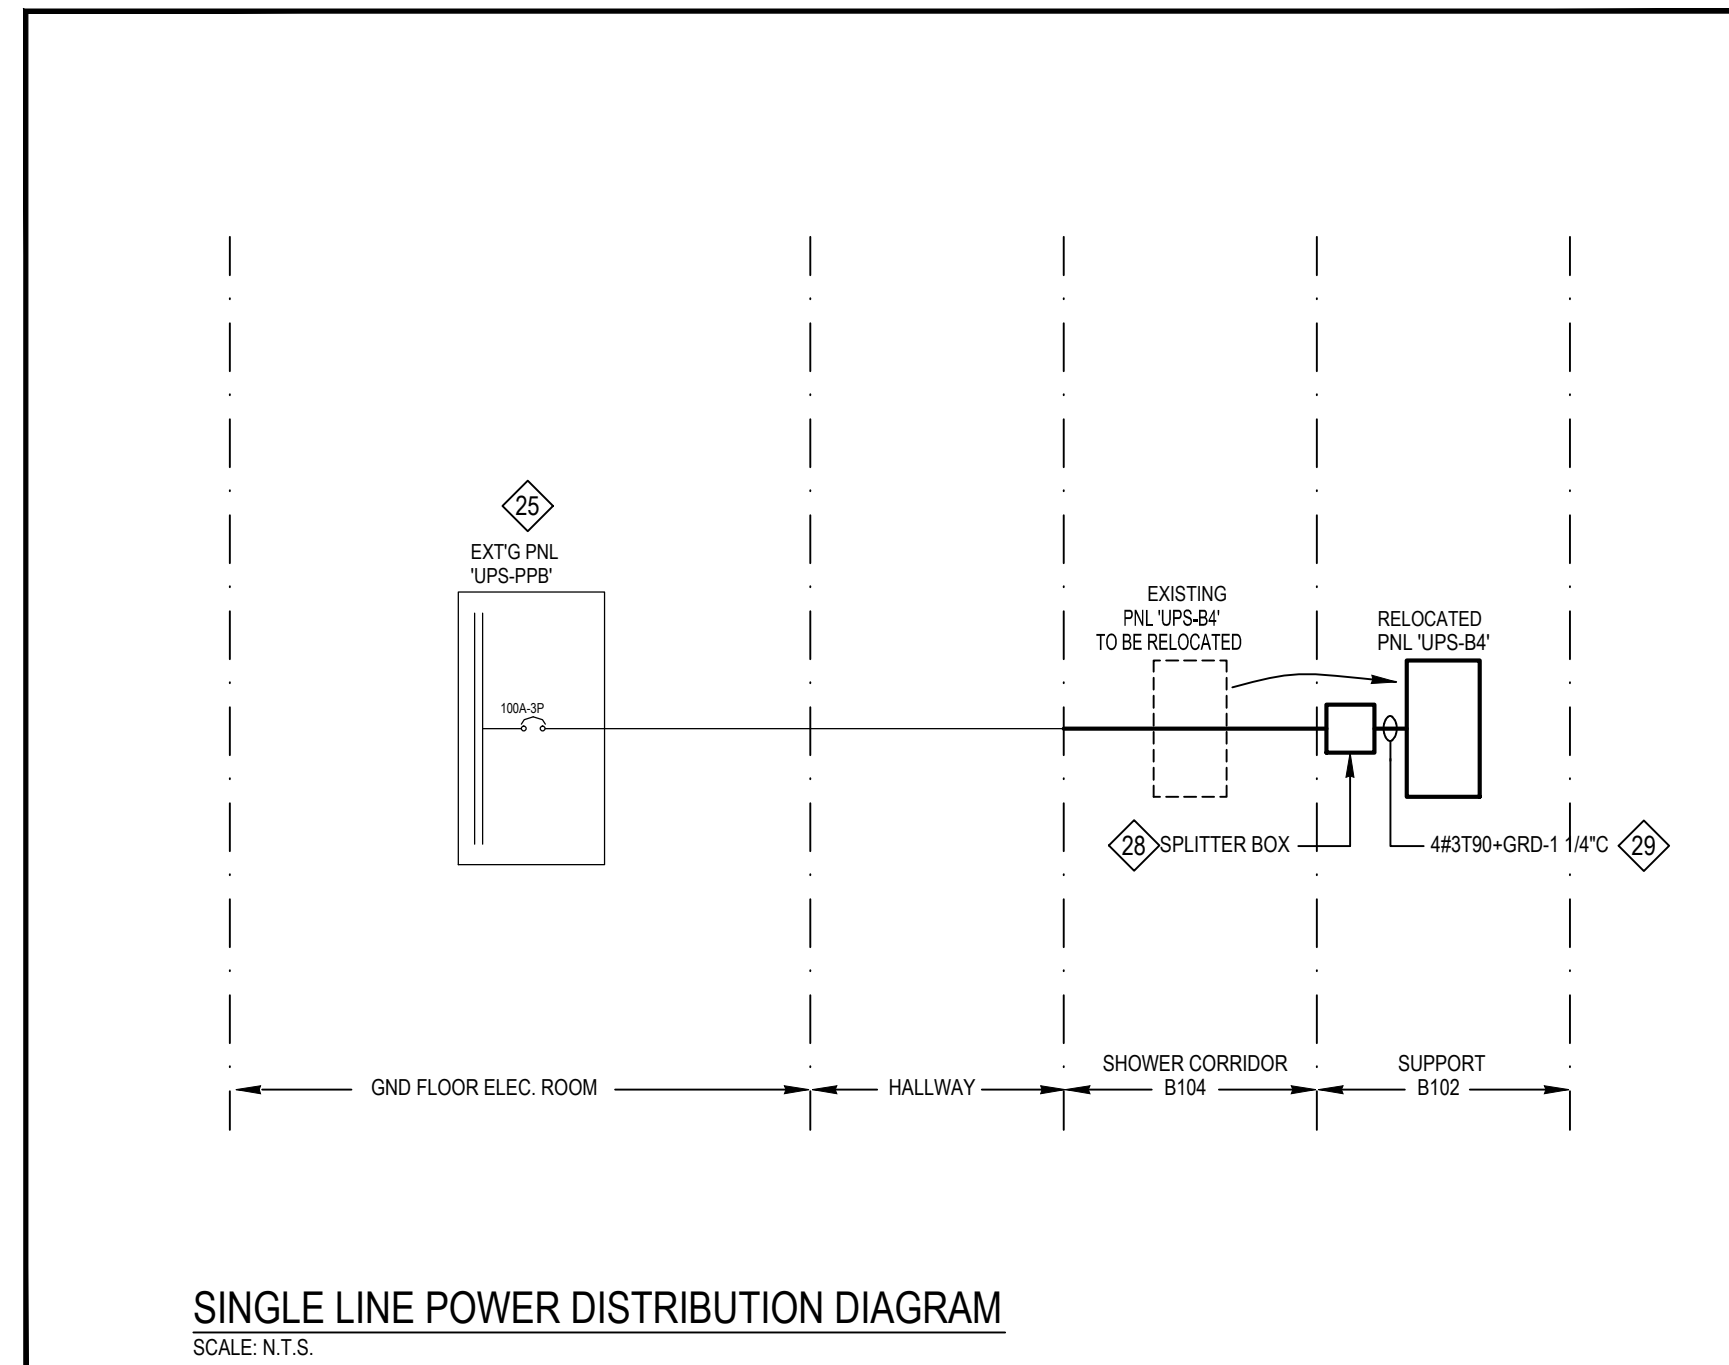 25
EXT'G PNL
'UPS-PPB'
100A-3P
EXISTING
PNL 'UPS-B4'
TO BE RELOCATED
RELOCATED
PNL 'UPS-B4'
28 SPLITTER BOX
4#3T90+GRD-1 1/4"C 29
GND FLOOR ELEC. ROOM
HALLWAY
SHOWER CORRIDOR
B104
SUPPORT
B102
SINGLE LINE POWER DISTRIBUTION DIAGRAM
SCALE: N.T.S.